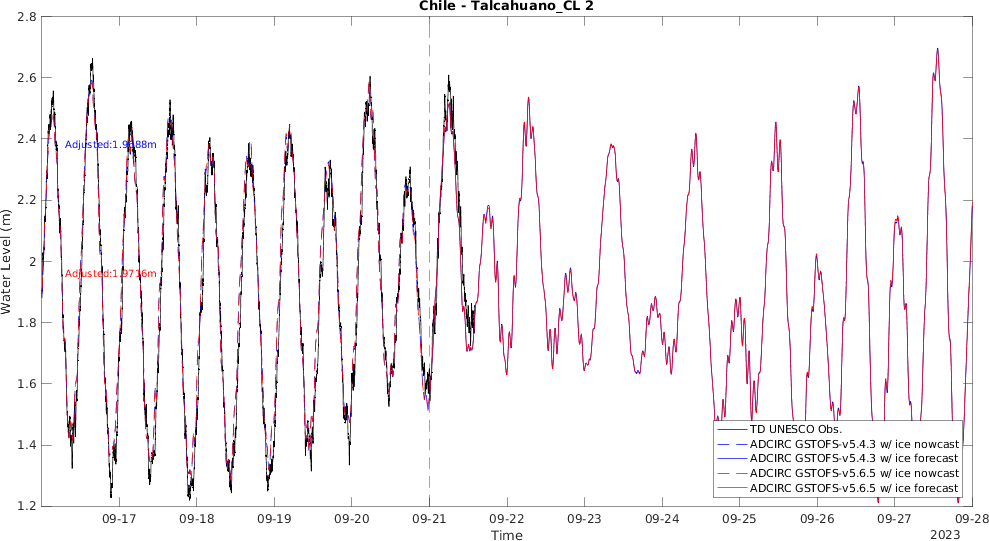 Chile - Talcahuano_CL 2
2.8
2.6
2.4
2.2
2
1.8
1.6
1.4
1.2
Water Level (m)
Adjusted:1.9688m
Adjusted:1.9716m
TD UNESCO Obs.
ADCIRC GSTOFS-v5.4.3 w/ ice nowcast
ADCIRC GSTOFS-v5.4.3 w/ ice forecast
ADCIRC GSTOFS-v5.6.5 w/ ice nowcast
ADCIRC GSTOFS-v5.6.5 w/ ice forecast
09-17 09-18 09-19 09-20 09-21 09-22 09-23 09-24 09-25 09-26 09-27 09-28
Time
2023